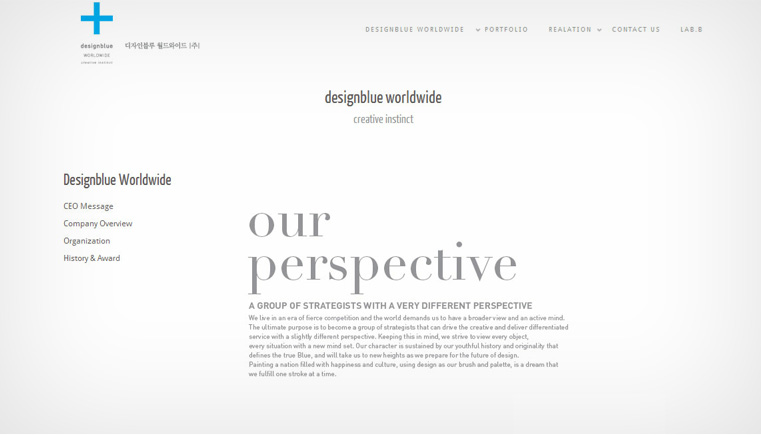 designblue
WORLDWIDE
creative instinct
디자인블루 월드와이드 |주|
DESIGNBLUE WORLDWIDE
PORTFOLIO
REALATION
CONTACT US
LAB.B
designblue worldwide
creative instinct
Designblue Worldwide
CEO Message
Company Overview
Organization
History & Award
our
perspective
A GROUP OF STRATEGISTS WITH A VERY DIFFERENT PERSPECTIVE
We live in an era of fierce competition and the world demands us to have a broader view and an active mind.
The ultimate purpose is to become a group of strategists that can drive the creative and deliver differentiated
service with a slightly different perspective. Keeping this in mind, we strive to view every object,
every situation with a new mind set. Our character is sustained by our youthful history and originality that
defines the true Blue, and will take us to new heights as we prepare for the future of design.
Painting a nation filled with happiness and culture, using design as our brush and palette, is a dream that
we fulfill one stroke at a time.